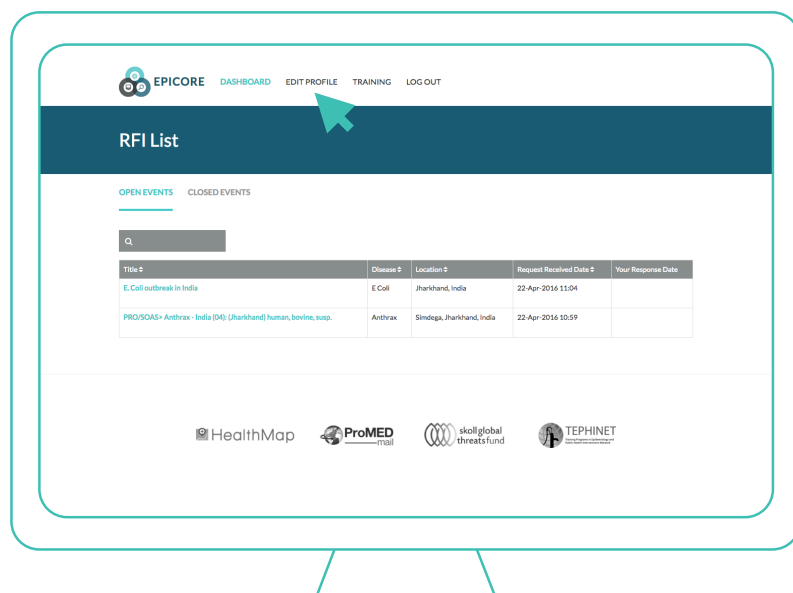 EPICORE DASHBOARD EDIT PROFILE TRAINING LOG OUT
RFI List
OPEN EVENTS CLOSED EVENTS
Title Disease Location Request Received Date Your Response Date
E. Coli outbreak in India E Coli Jharkhand, India 22-Apr-2016 11:04
PRO/SOAS> Anthrax - India (04): (Jharkhand) human, bovine, susp. Anthrax Simdega, Jharkhand, India 22-Apr-2016 10:59
HealthMap ProMED mail skoll global threats fund TEPHINET